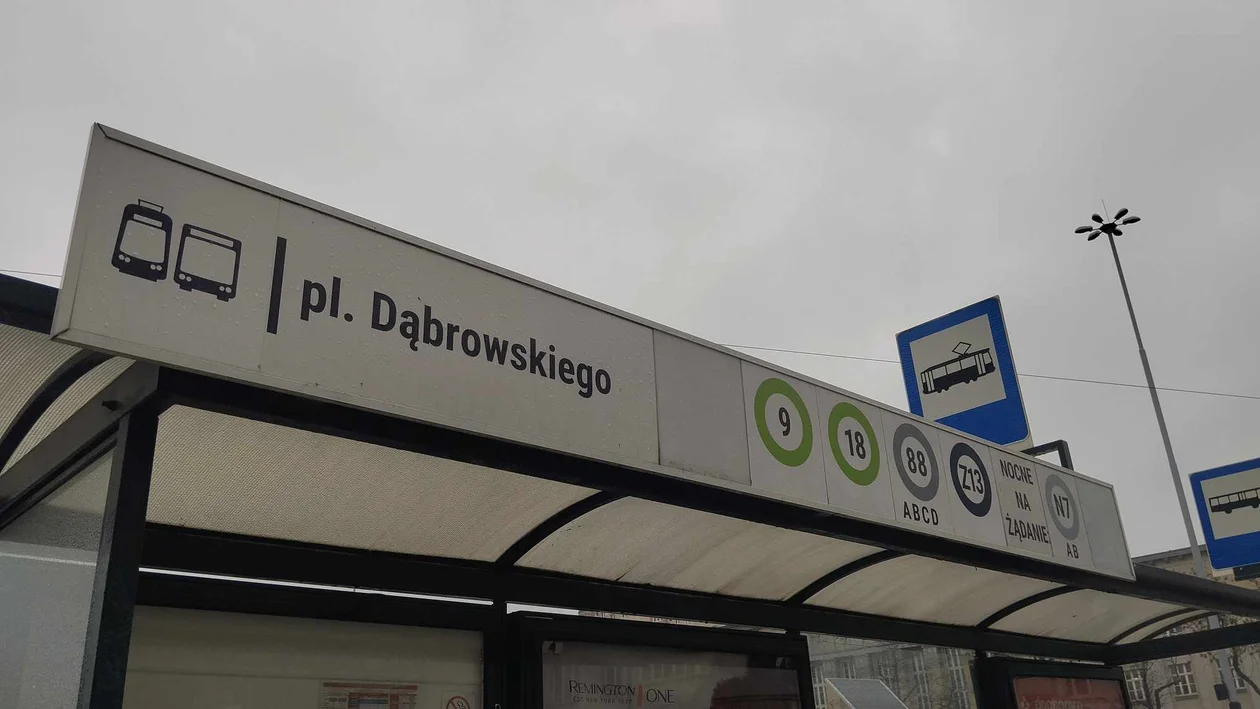 pl. Dąbrowskiego
9
18
88
ABCD
Z13
NOCNE
NA
ŻĄDANIE
N7
AB
REMINGTON ONE